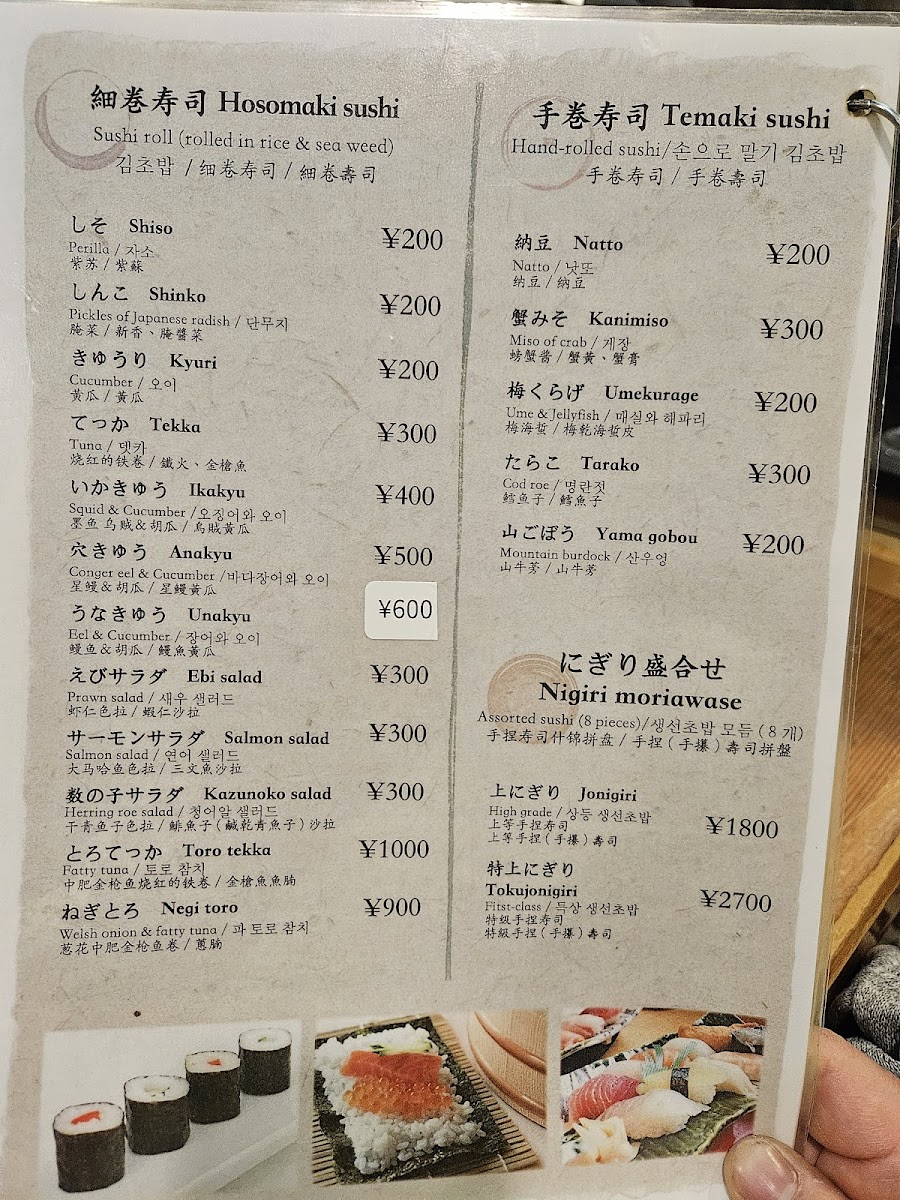 細巻寿司 Hosomaki sushi
Sushi roll (rolled in rice & sea weed)
김초밥 / 细卷寿司 / 細卷壽司
しそ Shiso ¥200
Perilla / 자소
紫苏 / 紫蘇
しんこ Shinko ¥200
Pickles of Japanese radish / 단무지
腌菜 / 新香、腌醬菜
きゅうり Kyuri ¥200
Cucumber / 오이
黄瓜 / 黃瓜
てっか Tekka ¥300
Tuna / 뎃카
烧红的铁卷 / 鐵火、金槍魚
いかきゅう Ikakyu ¥400
Squid & Cucumber / 오징어와 오이
墨鱼 乌贼&胡瓜 / 烏賊黃瓜
穴きゅう Anakyu ¥500
Conger eel & Cucumber / 바다장어와 오이
星鳗&胡瓜 / 星鰻黃瓜
うなきゅう Unakyu ¥600
Eel & Cucumber / 장어와 오이
鳗鱼&胡瓜 / 鰻魚黃瓜
えびサラダ Ebi salad ¥300
Prawn salad / 새우 샐러드
虾仁色拉 / 蝦仁沙拉
サーモンサラダ Salmon salad ¥300
Salmon salad / 연어 샐러드
大马哈鱼色拉 / 三文魚沙拉
数の子サラダ Kazunoko salad ¥300
Herring roe salad / 청어알 샐러드
干青鱼子色拉 / 鯡魚子(鹹乾青魚子)沙拉
とろてっか Toro tekka ¥1000
Fatty tuna / 토로 참치
中肥金枪鱼烧红的铁卷 / 金槍魚魚腩
ねぎとろ Negi toro ¥900
Welsh onion & fatty tuna / 파 토로 참치
葱花中肥金枪鱼卷 / 蔥腩
手巻寿司 Temaki sushi
Hand-rolled sushi/손으로 말기 김초밥
手卷寿司 / 手卷壽司
納豆 Natto ¥200
Natto / 낫또
纳豆 / 納豆
蟹みそ Kanimiso ¥300
Miso of crab / 게장
螃蟹酱 / 蟹黃、蟹膏
梅くらげ Umekurage ¥200
Ume & Jellyfish / 매실와 해파리
梅海蜇 / 梅乾海蜇皮
たらこ Tarako ¥300
Cod roe / 명란젓
鳕鱼子 / 鱈魚子
山ごぼう Yama gobou ¥200
Mountain burdock / 산우엉
山牛蒡 / 山牛蒡
にぎり盛合せ
Nigiri moriawase
Assorted sushi (8 pieces)/생선초밥 모듬 (8 개)
手捏寿司什锦拼盘 / 手捏(手攥)壽司拼盤
上にぎり Jonigiri
High grade / 상등 생선초밥
上等手捏寿司 ¥1800
上等手捏(手攥)壽司
特上にぎり
Tokujonigiri
First-class / 특상 생선초밥 ¥2700
特级手捏寿司
特級手捏(手攥)壽司